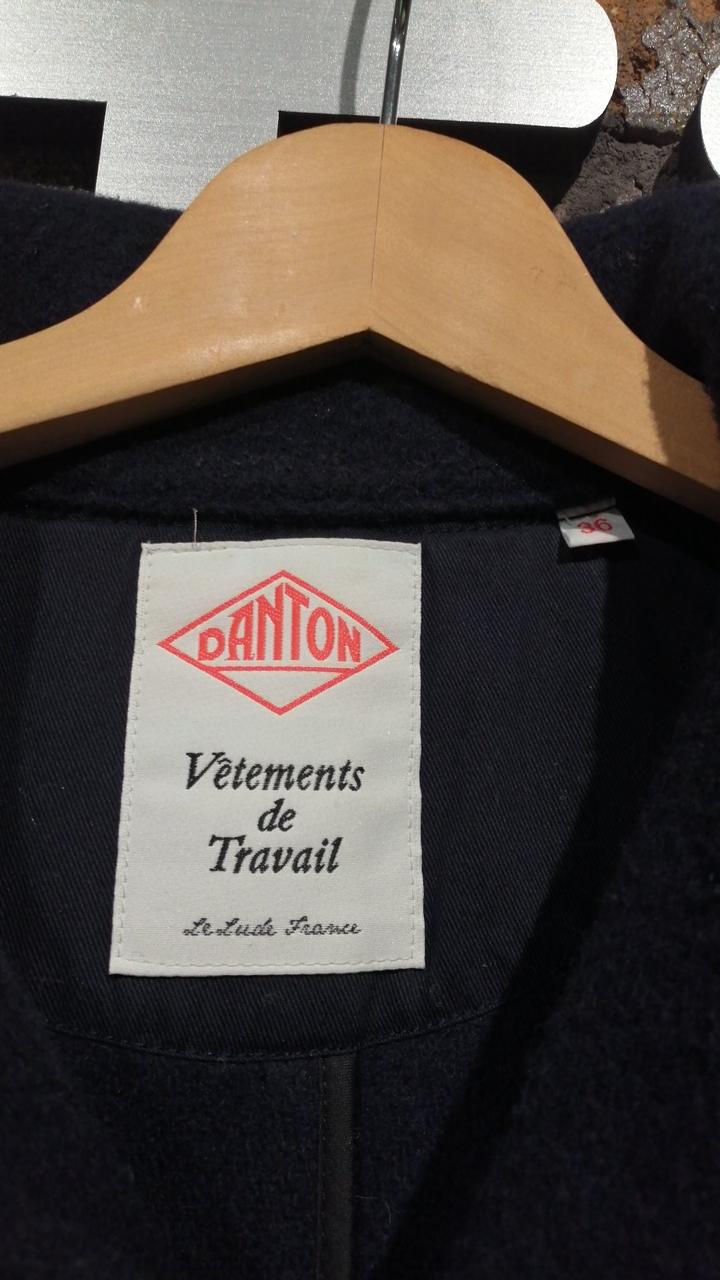 36
DANTON
Vêtements
de
Travail
Le Lude France